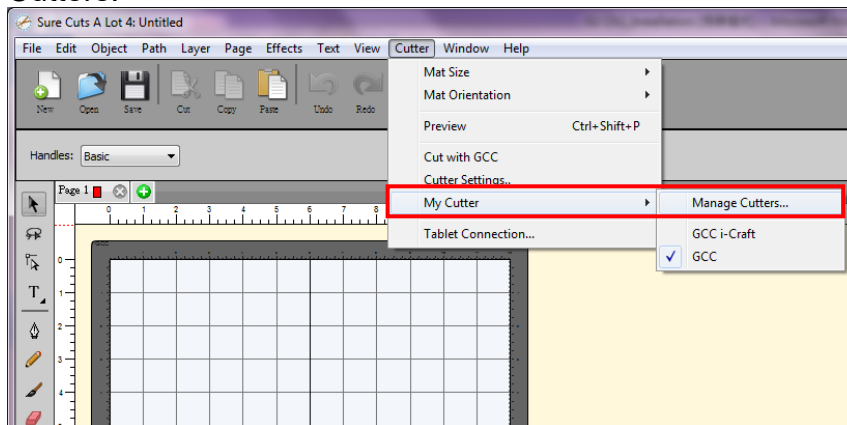 Cutters.
Sure Cuts A Lot 4: Untitled
File Edit Object Path Layer Page Effects Text View Cutter Window Help
New Open Save Cut Copy Paste Undo Redo
Mat Size
Mat Orientation
Preview Ctrl+Shift+P
Cut with GCC
Cutter Settings..
My Cutter
Tablet Connection...
Manage Cutters...
GCC i-Craft
GCC
Handles: Basic
Page 1
0 1 2 3 4 5 6 7 8
0
1
2
3
4